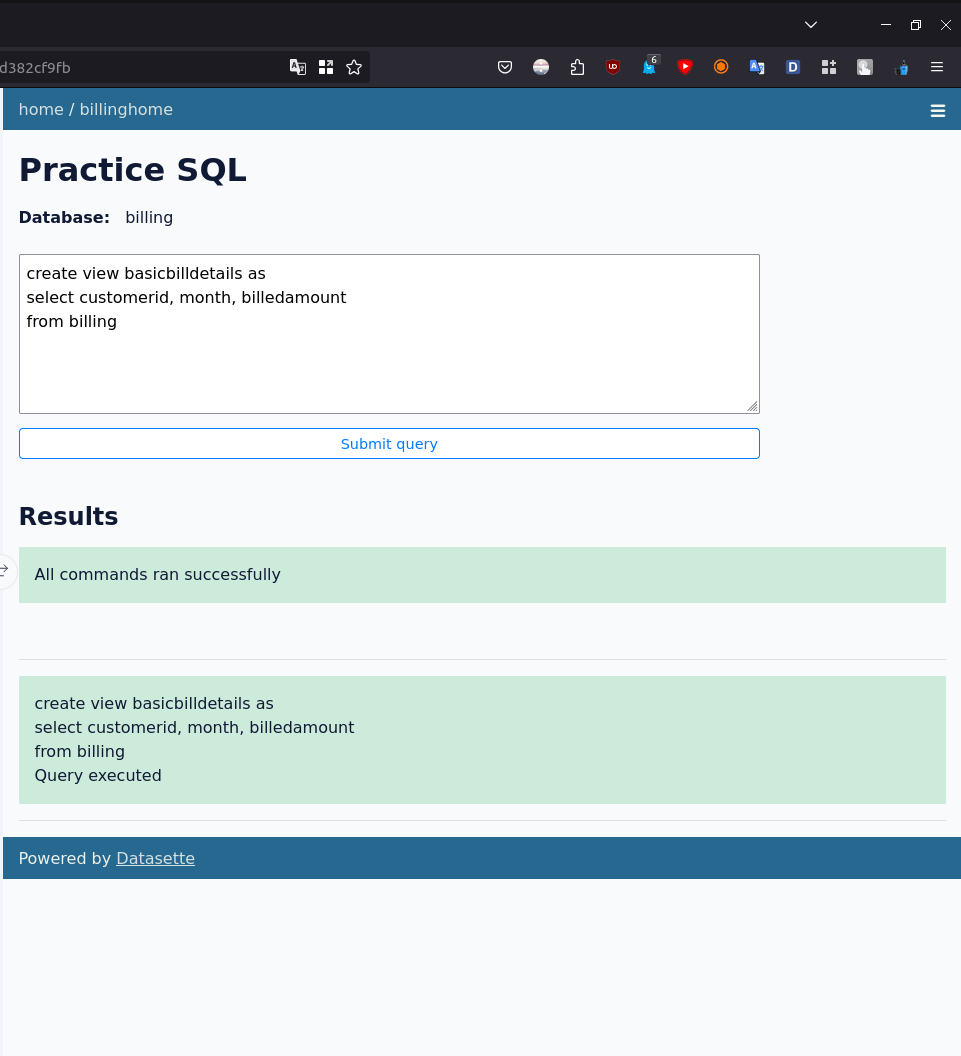 d382cf9fb
6
home / billinghome
Practice SQL
Database: billing
create view basicbilldetails as
select customerid, month, billedamount
from billing
Submit query
Results
All commands ran successfully
create view basicbilldetails as
select customerid, month, billedamount
from billing
Query executed
Powered by Datasette